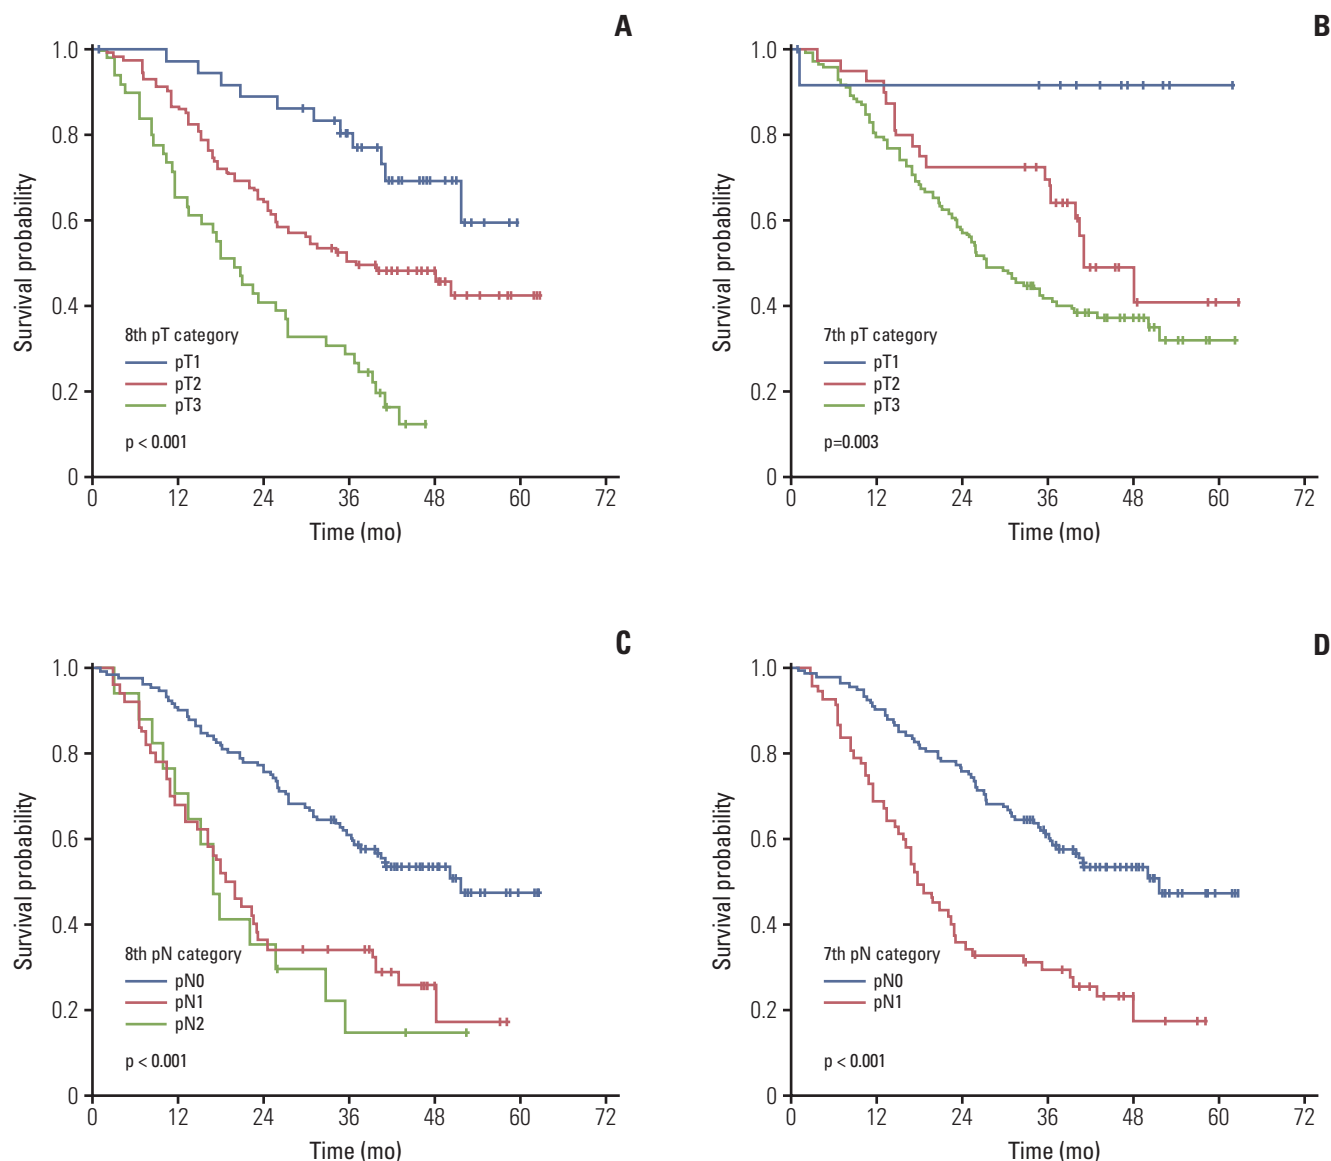 A
1.0
0.8
0.6
0.4
0.2
0
Survival probability
8th pT category
pT1
pT2
pT3
p < 0.001
0 12 24 36 48 60 72
Time (mo)
B
1.0
0.8
0.6
0.4
0.2
0
Survival probability
7th pT category
pT1
pT2
pT3
p=0.003
0 12 24 36 48 60 72
Time (mo)
C
1.0
0.8
0.6
0.4
0.2
0
Survival probability
8th pN category
pN0
pN1
pN2
p < 0.001
0 12 24 36 48 60 72
Time (mo)
D
1.0
0.8
0.6
0.4
0.2
0
Survival probability
7th pN category
pN0
pN1
p < 0.001
0 12 24 36 48 60 72
Time (mo)